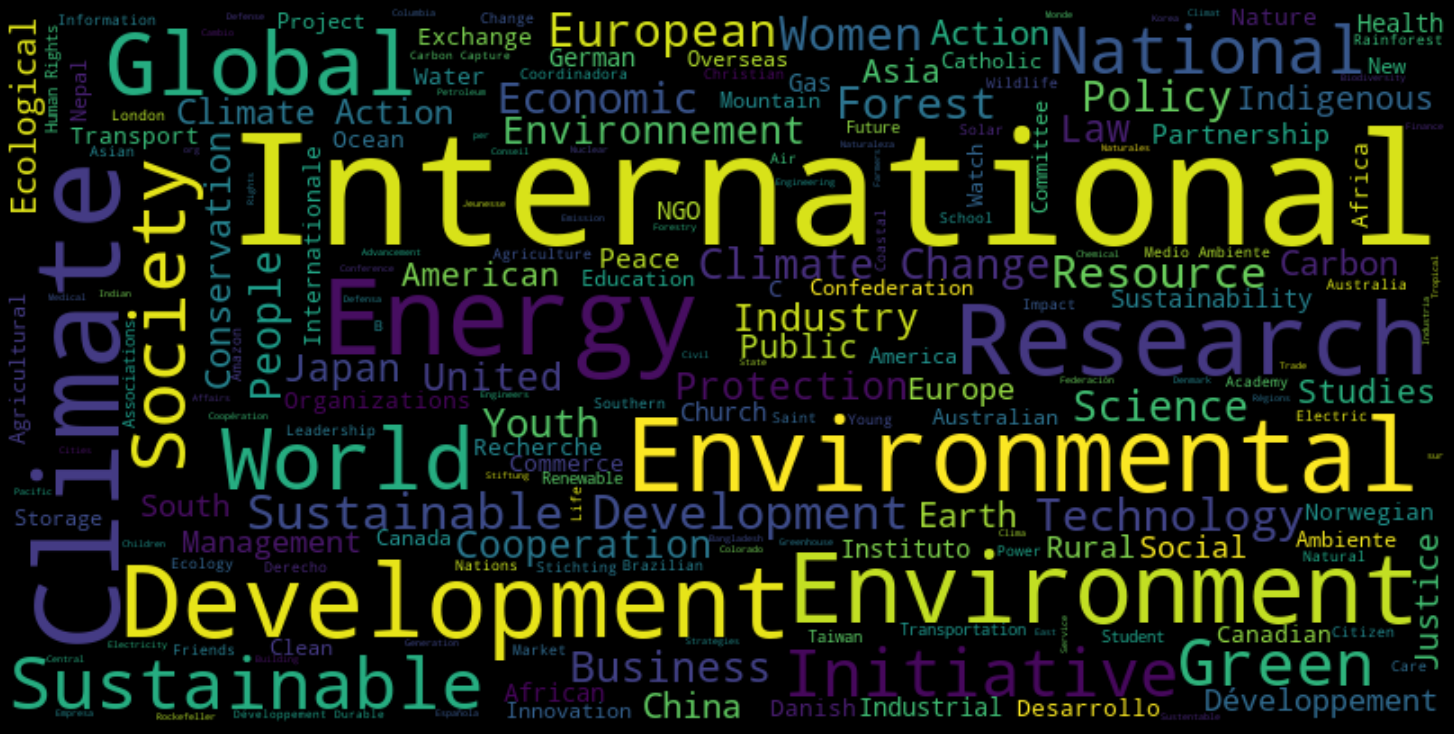 Information
Defense
Columbia
Project
Change
European
Women
Action
Monde
Korea
Climat
Nature
Health
Rainforest
Ecological
Human Rights
Nepal
Global
Cambio
Exchange
Carbon Capture
German
Overseas
Catholic
National
New
Water
Coordinadora
Christian
Asia
Wildlife
Biodiversity
Petroleum
Gas
Economic
Mountain
Forest
Policy
Indigenous
London
Climate Action
Transport
Ocean
Environnement
Future
Solar
Law
Partnership
Finance
Asian
org
per
Conseil
Nuclear
Naturaleza
Naturales
Air
Committee
Watch
Africa
International
Climate
Society
Conservation
Rights
Internationale
Engineering
Farmers
Jeunesse
Emission
NGO
Forestry
School
People
Advancement
Agriculture
Peace
Coastal
Chemical
Medio Ambiente
Conference
American
Education
Climate Change
Resource
Carbon
Medical
Indian
Defensa
Energy
C
Confederation
Sustainability
Australia
Tropical
Industria
Agricultural
Associations
Amazon
B
Industry
Impact
Research
Civil
Public
State
America
Trade
Japan
United
Protection
Europe
Federación
Denmark
Academy
Studies
Affairs
Organizations
Engineers
Southern
Church
Saint
Young
Australian
Science
Régions
Electric
Coopération
Youth
Leadership
World
Recherche
Environmental
Cities
Commerce
Stiftung
Renewable
sur
Pacific
Life
South
Storage
Sustainable Development
Earth
Technology
Norwegian
Children
Management
Canada
Cooperation
Bangladesh
Greenhouse
Clima
Colorado
Instituto
Power
Rural
Social
Ambiente
Natural
Ecology
Derecho
Nations
Stichting
Brazilian
Development
Environment
Justice
Electricity
Friends
Clean
Generation
Market
Strategies
Taiwan
Transportation
East
Service
Student
Canadian
Citizen
Central
Building
Sustainable
Business
Initiative
Green
Care
African
Empresa
Rockefeller
Développement Durable
Española
Innovation
China
Danish
Industrial
Desarrollo
Sustentable
Développement